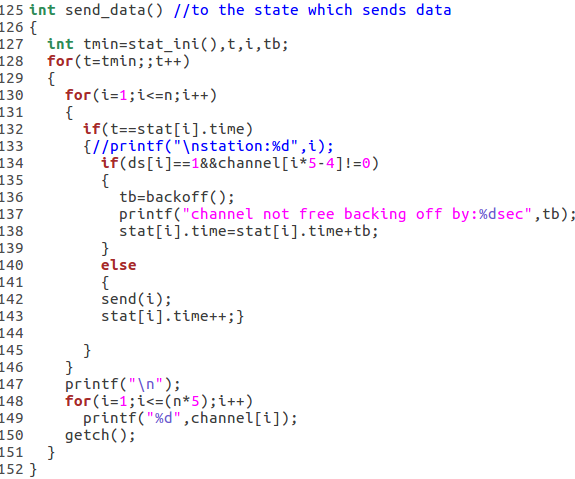 125 int send_data() //to the state which sends data
126 {
127   int tmin=stat_ini(),t,i,tb;
128   for(t=tmin;;t++)
129   {
130     for(i=1;i<=n;i++)
131     {
132       if(t==stat[i].time)
133       {//printf("\nstation:%d",i);
134         if(ds[i]==1&&channel[i*5-4]!=0)
135         {
136           tb=backoff();
137           printf("channel not free backing off by:%dsec",tb);
138           stat[i].time=stat[i].time+tb;
139         }
140         else
141         {
142         send(i);
143         stat[i].time++;}
144
145       }
146     }
147     printf("\n");
148     for(i=1;i<=(n*5);i++)
149       printf("%d",channel[i]);
150     getch();
151   }
152 }